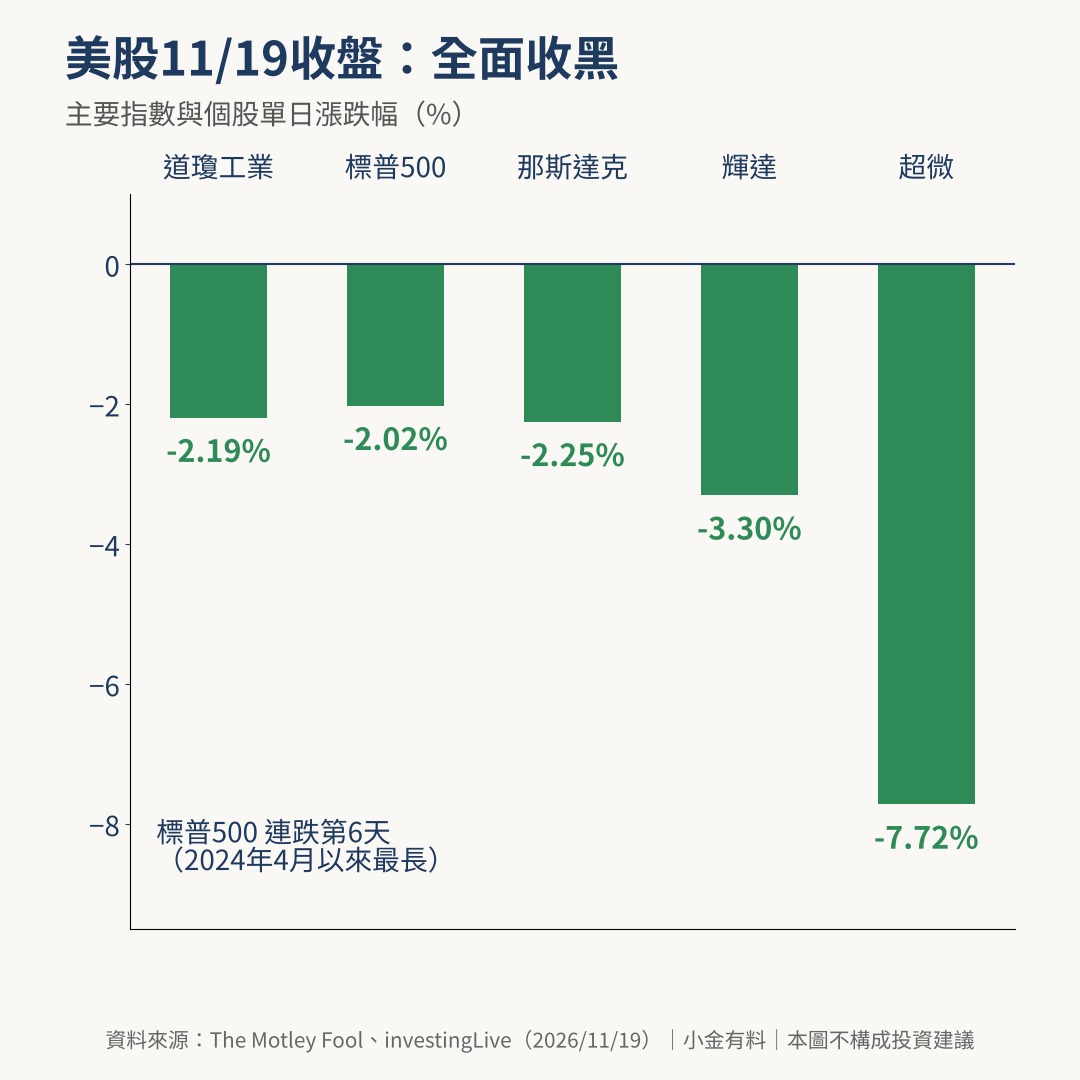 美股11/19收盤：全面收黑
主要指數與個股單日漲跌幅（%）
道瓊工業 標普500 那斯達克 輝達 超微
0
−2
−4
−6
−8
-2.19%
-2.02%
-2.25%
-3.30%
-7.72%
標普500 連跌第6天
（2024年4月以來最長）
資料來源：The Motley Fool、investingLive（2026/11/19）｜小金有料｜本圖不構成投資建議